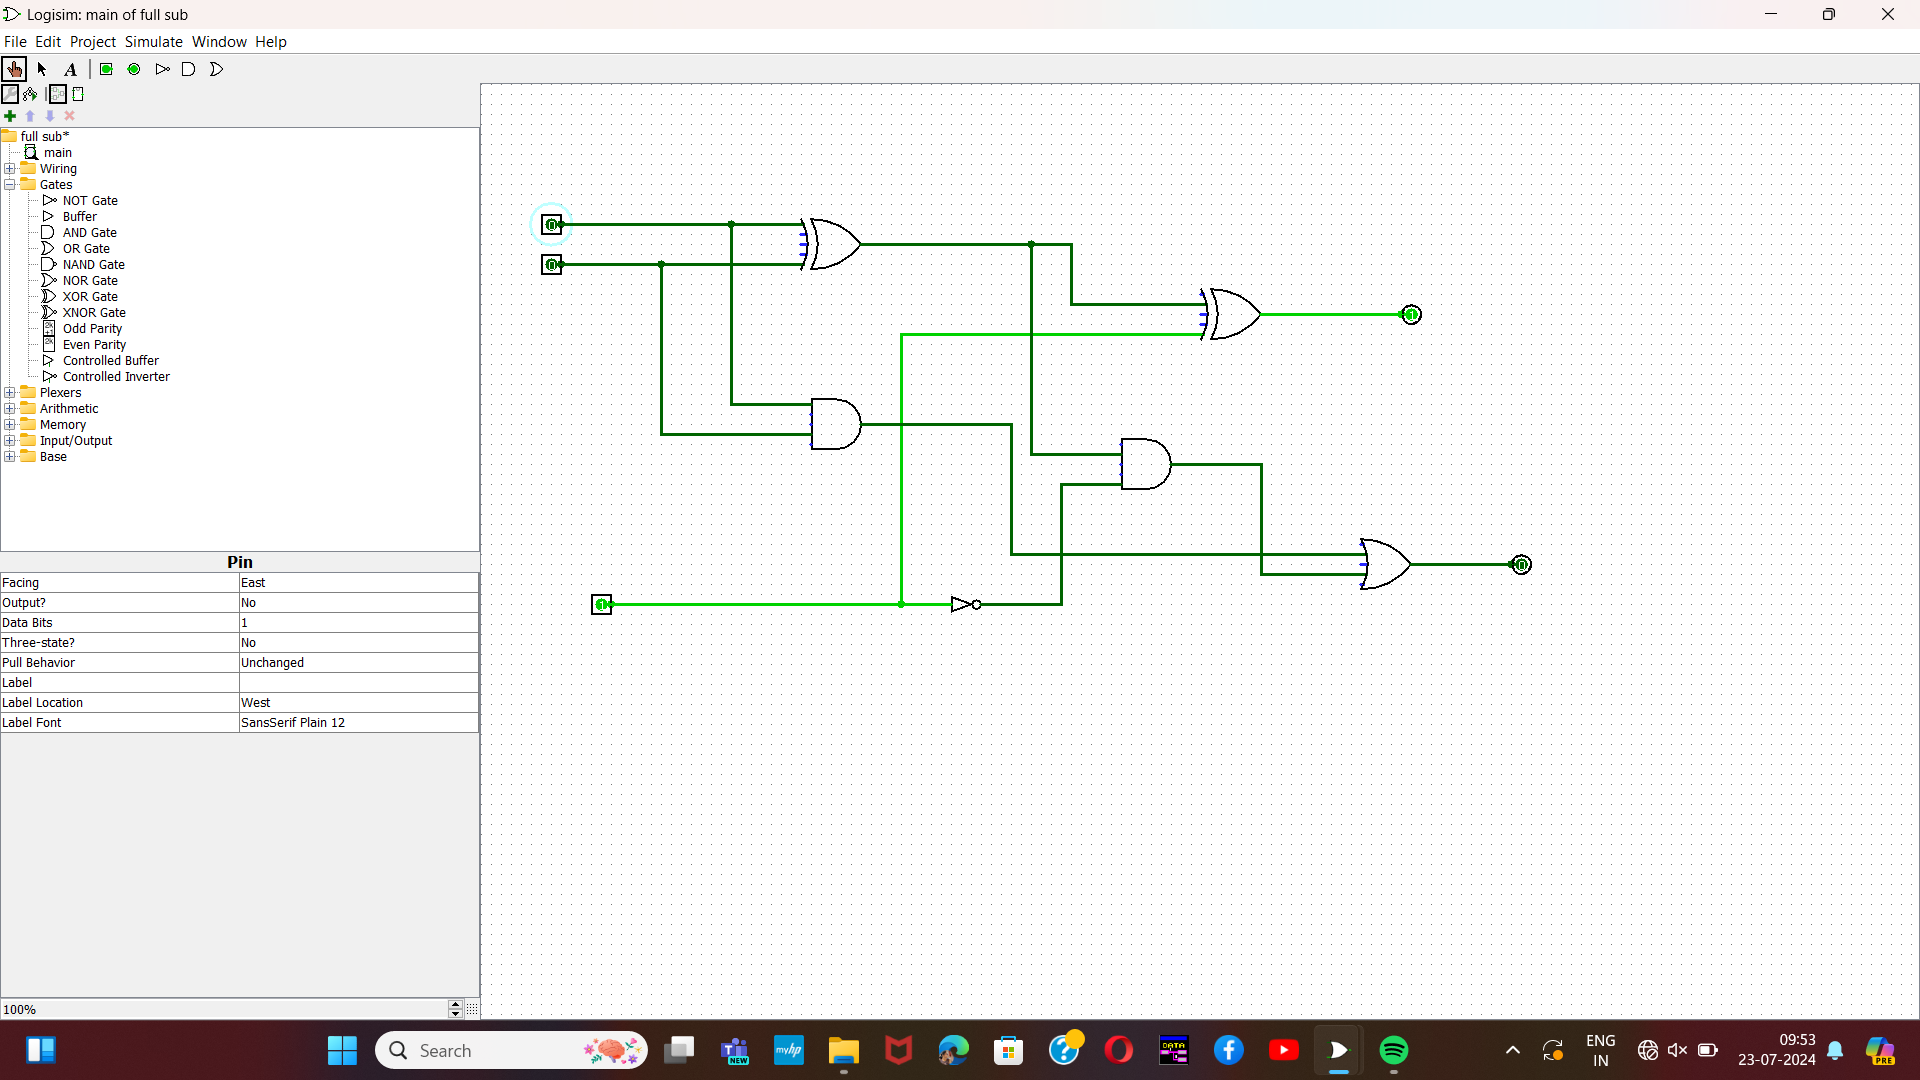 Logisim: main of full sub
File Edit Project Simulate Window Help
A
full sub*
main
Wiring
Gates
NOT Gate
Buffer
AND Gate
OR Gate
NAND Gate
NOR Gate
XOR Gate
XNOR Gate
Odd Parity
Even Parity
Controlled Buffer
Controlled Inverter
Plexers
Arithmetic
Memory
Input/Output
Base
Pin
Facing East
Output? No
Data Bits 1
Three-state? No
Pull Behavior Unchanged
Label
Label Location West
Label Font SansSerif Plain 12
100%
0
0
1
1
0
Search
NEW
myhp
DATA
ENG
IN
09:53
23-07-2024
PRE